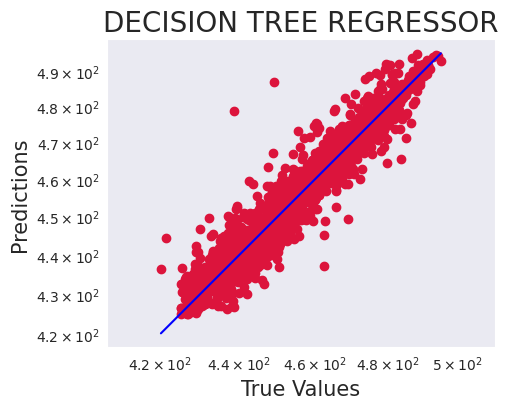 DECISION TREE REGRESSOR
Predictions
4.9 × 10²
4.8 × 10²
4.7 × 10²
4.6 × 10²
4.5 × 10²
4.4 × 10²
4.3 × 10²
4.2 × 10²
4.2 × 10² 4.4 × 10² 4.6 × 10² 4.8 × 10² 5 × 10²
True Values